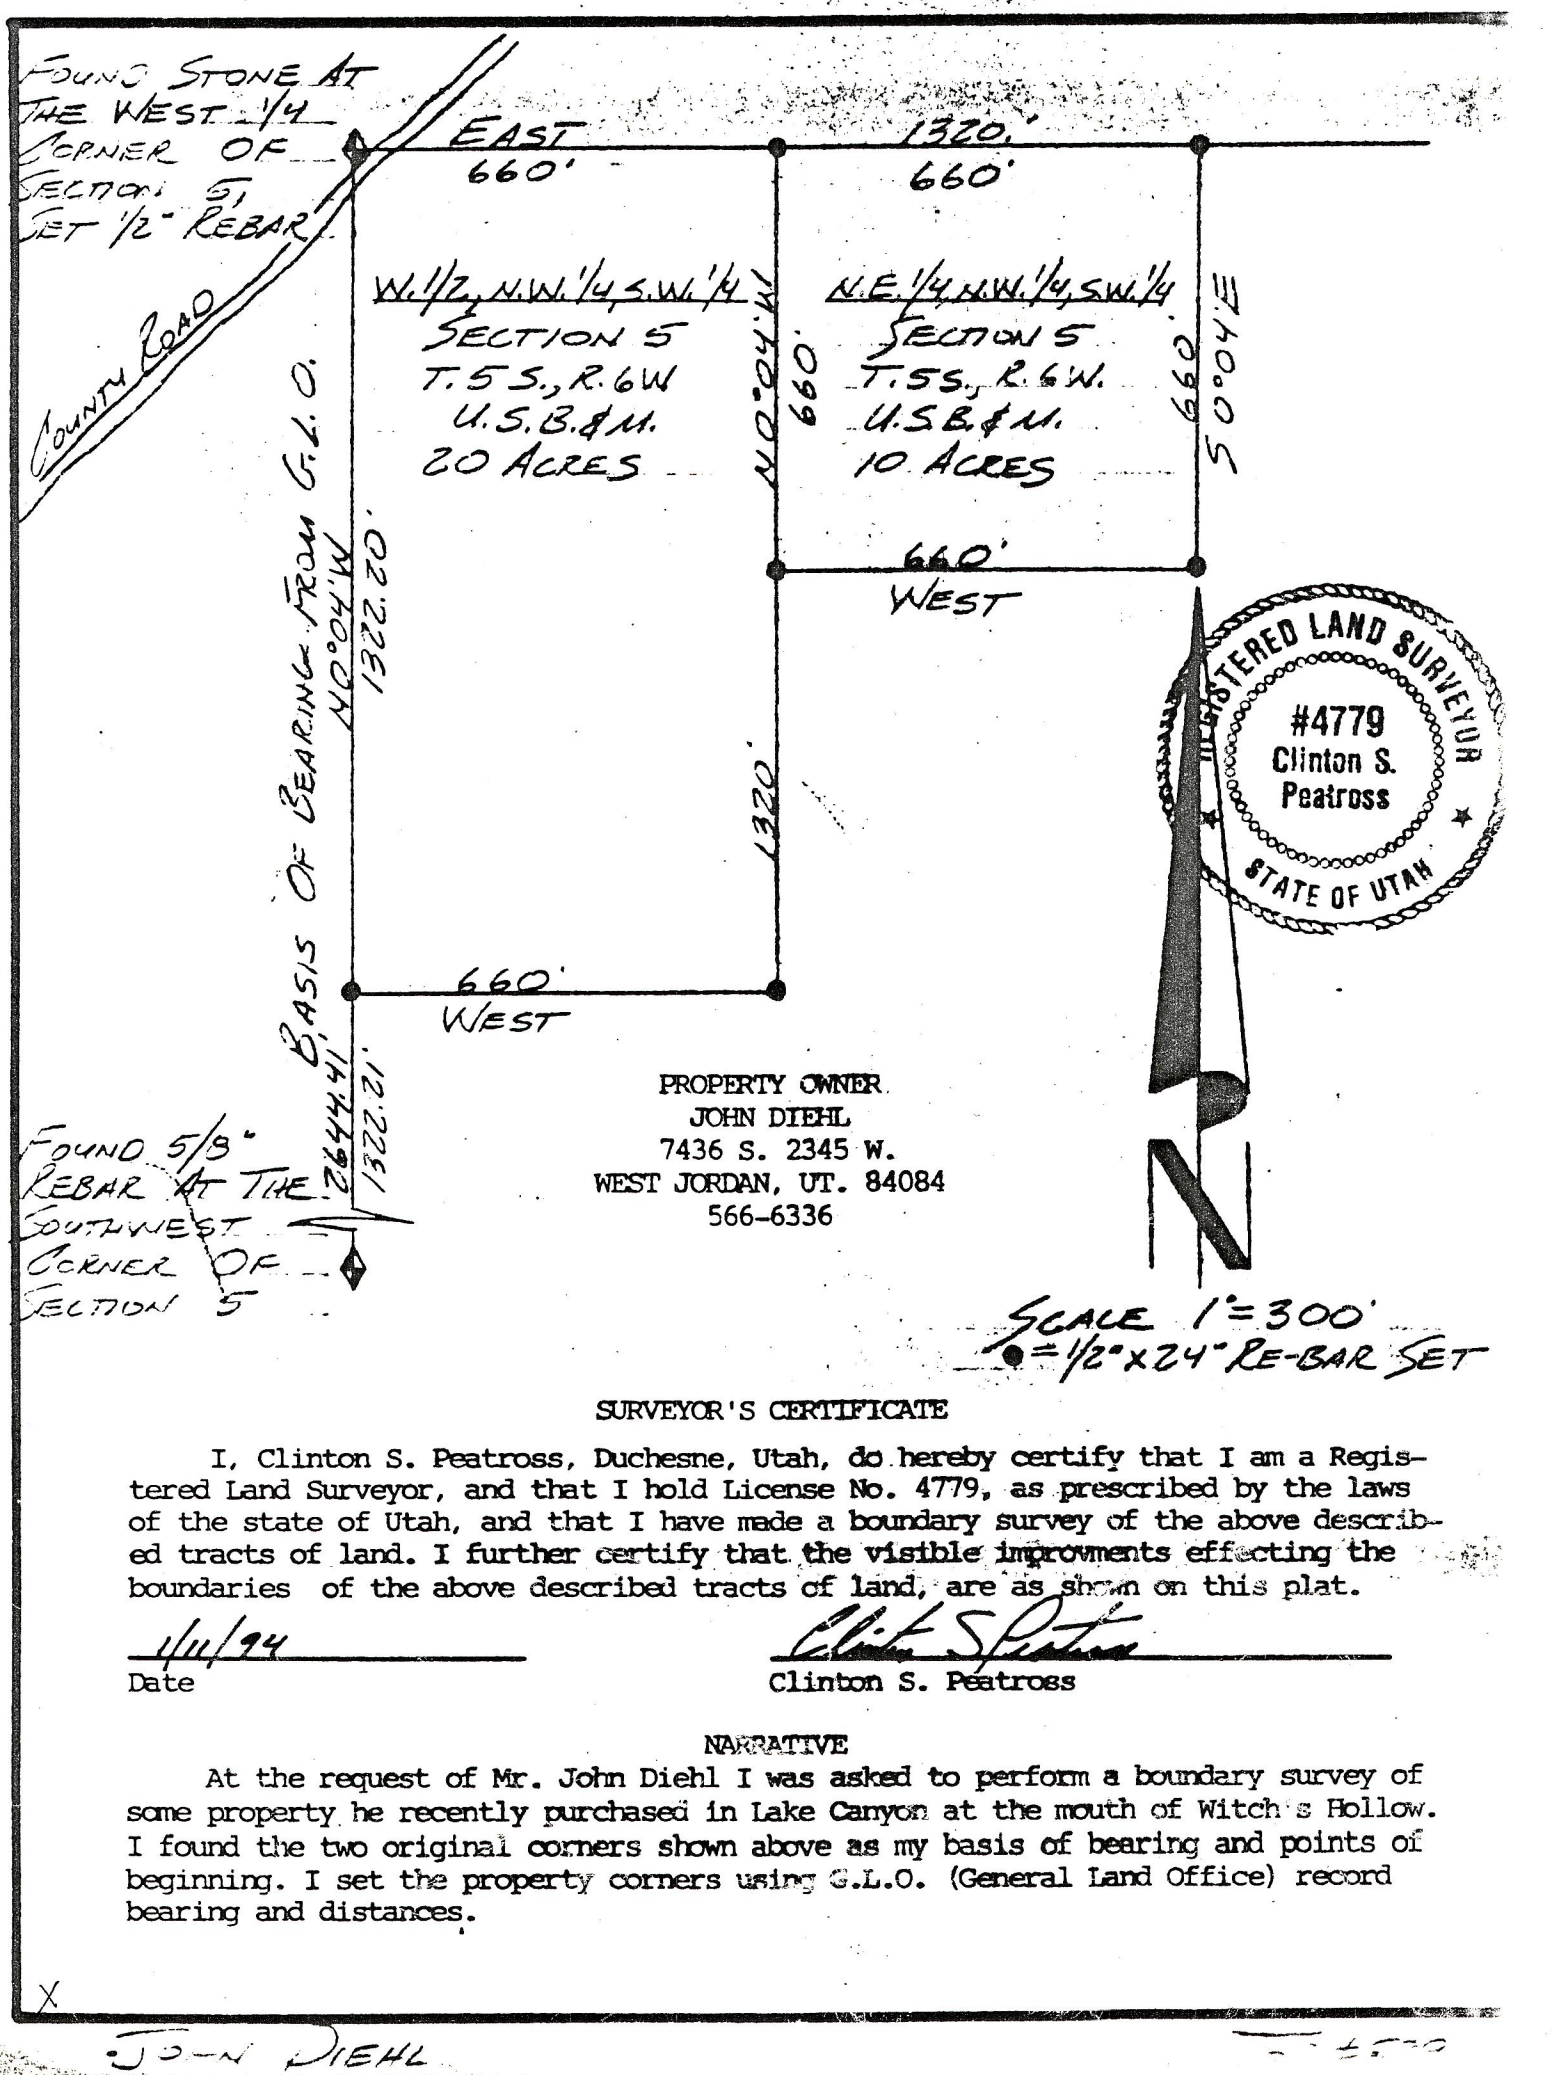 FOUND STONE AT
THE WEST 1/4
CORNER OF
SECTION 5,
SET 1/2" REBAR
COUNTY ROAD
EAST
660'
1320.'
660'
W.1/2, N.W.1/4, S.W.1/4
SECTION 5
T.5S., R.6W
U.S.B.&M.
20 ACRES
N0°04'W
660'
N.E.1/4, N.W.1/4, S.W.1/4
SECTION 5
T.5S., R.6W.
U.S.B.&M.
10 ACRES
660'
S0°04'E
660'
WEST
BASIS OF BEARING FROM G.L.O.
N0°04'W
1322.20'
1320'
REGISTERED LAND SURVEYOR
#4779
Clinton S.
Peatross
STATE OF UTAH
660'
WEST
2644.41'
1322.21'
FOUND 5/8"
REBAR AT THE
SOUTHWEST
CORNER OF
SECTION 5
PROPERTY OWNER
JOHN DIEHL
7436 S. 2345 W.
WEST JORDAN, UT. 84084
566-6336
N
SCALE 1"=300'
●=1/2"X24" RE-BAR SET
SURVEYOR'S CERTIFICATE
I, Clinton S. Peatross, Duchesne, Utah, do hereby certify that I am a Regis-
tered Land Surveyor, and that I hold License No. 4779, as prescribed by the laws
of the state of Utah, and that I have made a boundary survey of the above describ-
ed tracts of land. I further certify that the visible improvments effecting the
boundaries of the above described tracts of land, are as shown on this plat.
1/11/94
Clinton S Peatross
Date
Clinton S. Peatross
NARRATIVE
At the request of Mr. John Diehl I was asked to perform a boundary survey of
some property he recently purchased in Lake Canyon at the mouth of Witch's Hollow.
I found the two original corners shown above as my basis of bearing and points of
beginning. I set the property corners using G.L.O. (General Land Office) record
bearing and distances.
X
JOHN DIEHL